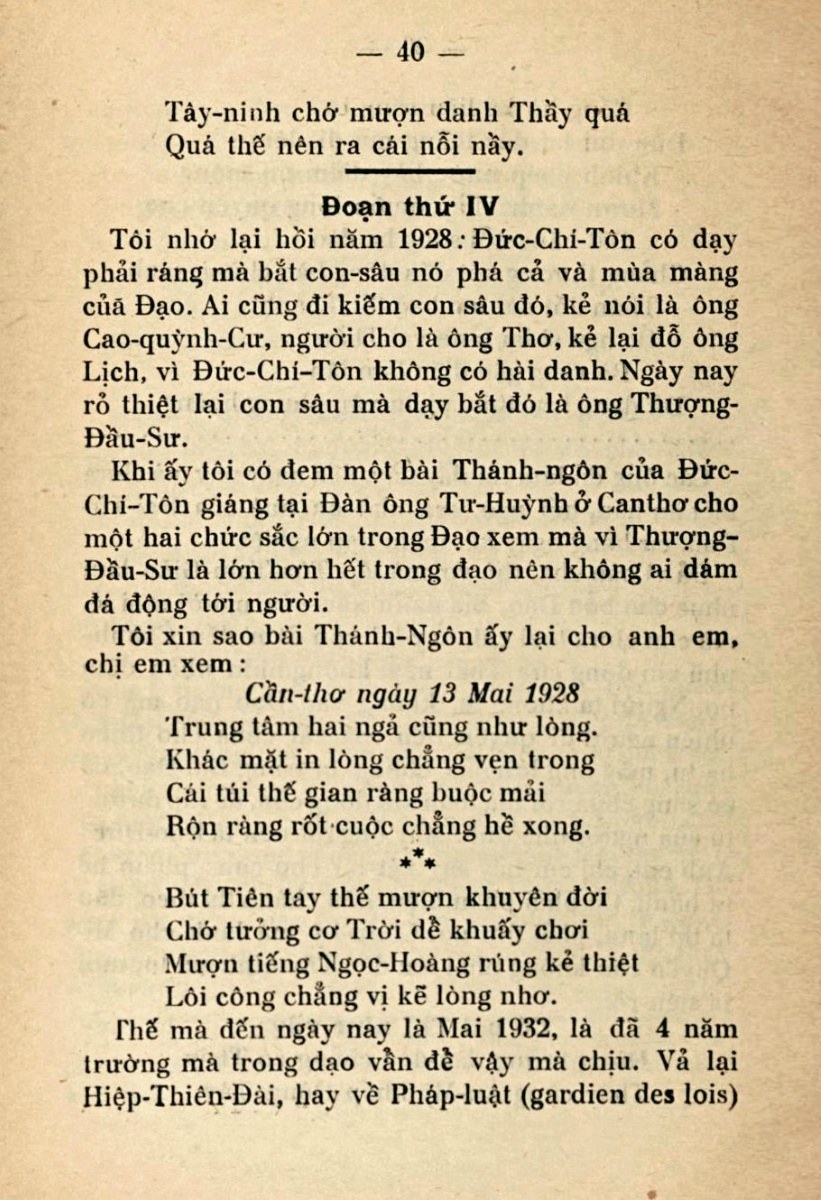 — 40 —
Tây-ninh chớ mượn danh Thầy quá
Quá thế nên ra cái nỗi nầy.
Đoạn thứ IV
Tôi nhớ lại hồi năm 1928: Đức-Chí-Tôn có dạy
phải ráng mà bắt con-sâu nó phá cả và mùa màng
củã Đạo. Ai cũng đi kiếm con sâu đó, kẻ nói là ông
Cao-quỳnh-Cư, người cho là ông Thơ, kẻ lại đỗ ông
Lịch, vì Đức-Chí-Tôn không có hài danh. Ngày nay
rỏ thiệt lại con sâu mà dạy bắt đó là ông Thượng-
Đầu-Sư.
Khi ấy tôi có đem một bài Thánh-ngôn của Đức-
Chí-Tôn giáng tại Đàn ông Tư-Huỳnh ở Canthơ cho
một hai chức sắc lớn trong Đạo xem mà vì Thượng-
Đầu-Sư là lớn hơn hết trong đạo nên không ai dám
đá động tới người.
Tôi xin sao bài Thánh-Ngôn ấy lại cho anh em,
chị em xem :
Cần-thơ ngày 13 Mai 1928
Trung tâm hai ngả cũng như lòng.
Khác mặt in lòng chẳng vẹn trong
Cái túi thế gian ràng buộc mải
Rộn ràng rốt cuộc chẳng hề xong.
***
Bút Tiên tay thế mượn khuyên đời
Chớ tưởng cơ Trời dề khuấy chơi
Mượn tiếng Ngọc-Hoàng rúng kẻ thiệt
Lôi công chẳng vị kẽ lòng nhơ.
Thế mà đến ngày nay là Mai 1932, là đã 4 năm
trường mà trong dạo vẫn đề vậy mà chịu. Vả lại
Hiệp-Thiên-Đài, hay về Pháp-luật (gardien des lois)